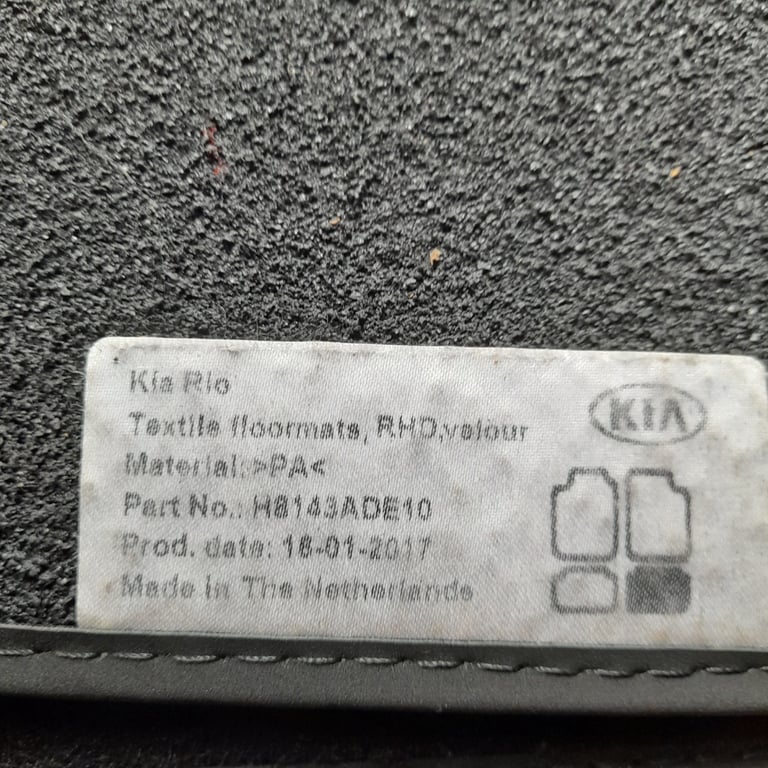 Kia Rio
KIA
Textile floormats, RHD,velour
Material:>PA<
Part No.: H8143ADE10
Prod. date: 18-01-2017
Made in The Netherlands